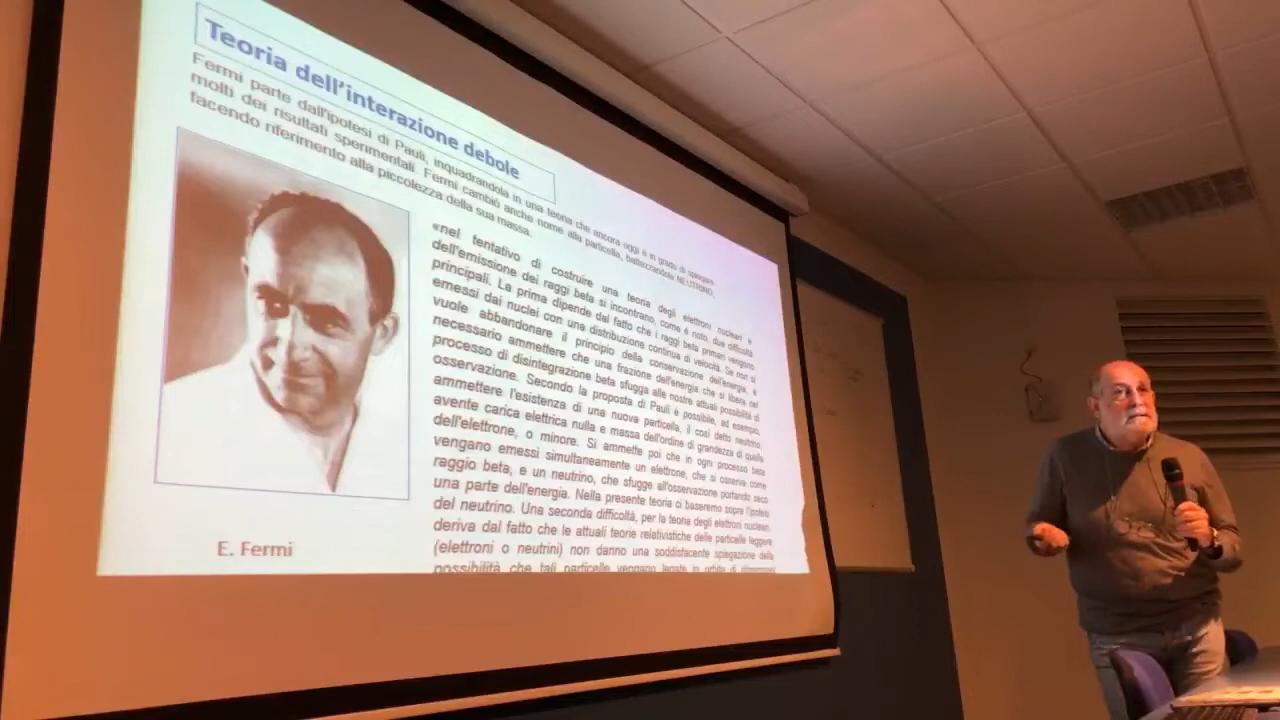 Teoria dell'interazione debole
Fermi parte dall'ipotesi di Pauli, inquadrandola in una teoria che ancora oggi è in grado di spiegare
molti dei risultati sperimentali. Fermi cambiò anche nome alla particella, battezzandola NEUTRINO,
facendo riferimento alla piccolezza della sua massa.
«nel tentativo di costruire una teoria degli elettroni nucleari e
dell'emissione dei raggi beta si incontrano, come è noto, due difficoltà
principali. La prima dipende dal fatto che i raggi beta primari vengono
emessi dai nuclei con una distribuzione continua di velocità. Se non si
vuole abbandonare il principio della conservazione dell'energia, è
necessario ammettere che una frazione dell'energia che si libera nel
processo di disintegrazione beta sfugga alle nostre attuali possibilità di
osservazione. Secondo la proposta di Pauli è possibile, ad esempio,
ammettere l'esistenza di una nuova particella, il così detto neutrino,
avente carica elettrica nulla e massa dell'ordine di grandezza di quella
dell'elettrone, o minore. Si ammette poi che in ogni processo beta
vengano emessi simultaneamente un elettrone, che si osserva come
raggio beta, e un neutrino, che sfugge all'osservazione portando seco
una parte dell'energia. Nella presente teoria ci baseremo sopra l'ipotesi
del neutrino. Una seconda difficoltà, per la teoria degli elettroni nucleari,
deriva dal fatto che le attuali teorie relativistiche delle particelle leggere
(elettroni o neutrini) non danno una soddisfacente spiegazione della
possibilità che tali particelle vengano legate in orbite di dimensioni
E. Fermi